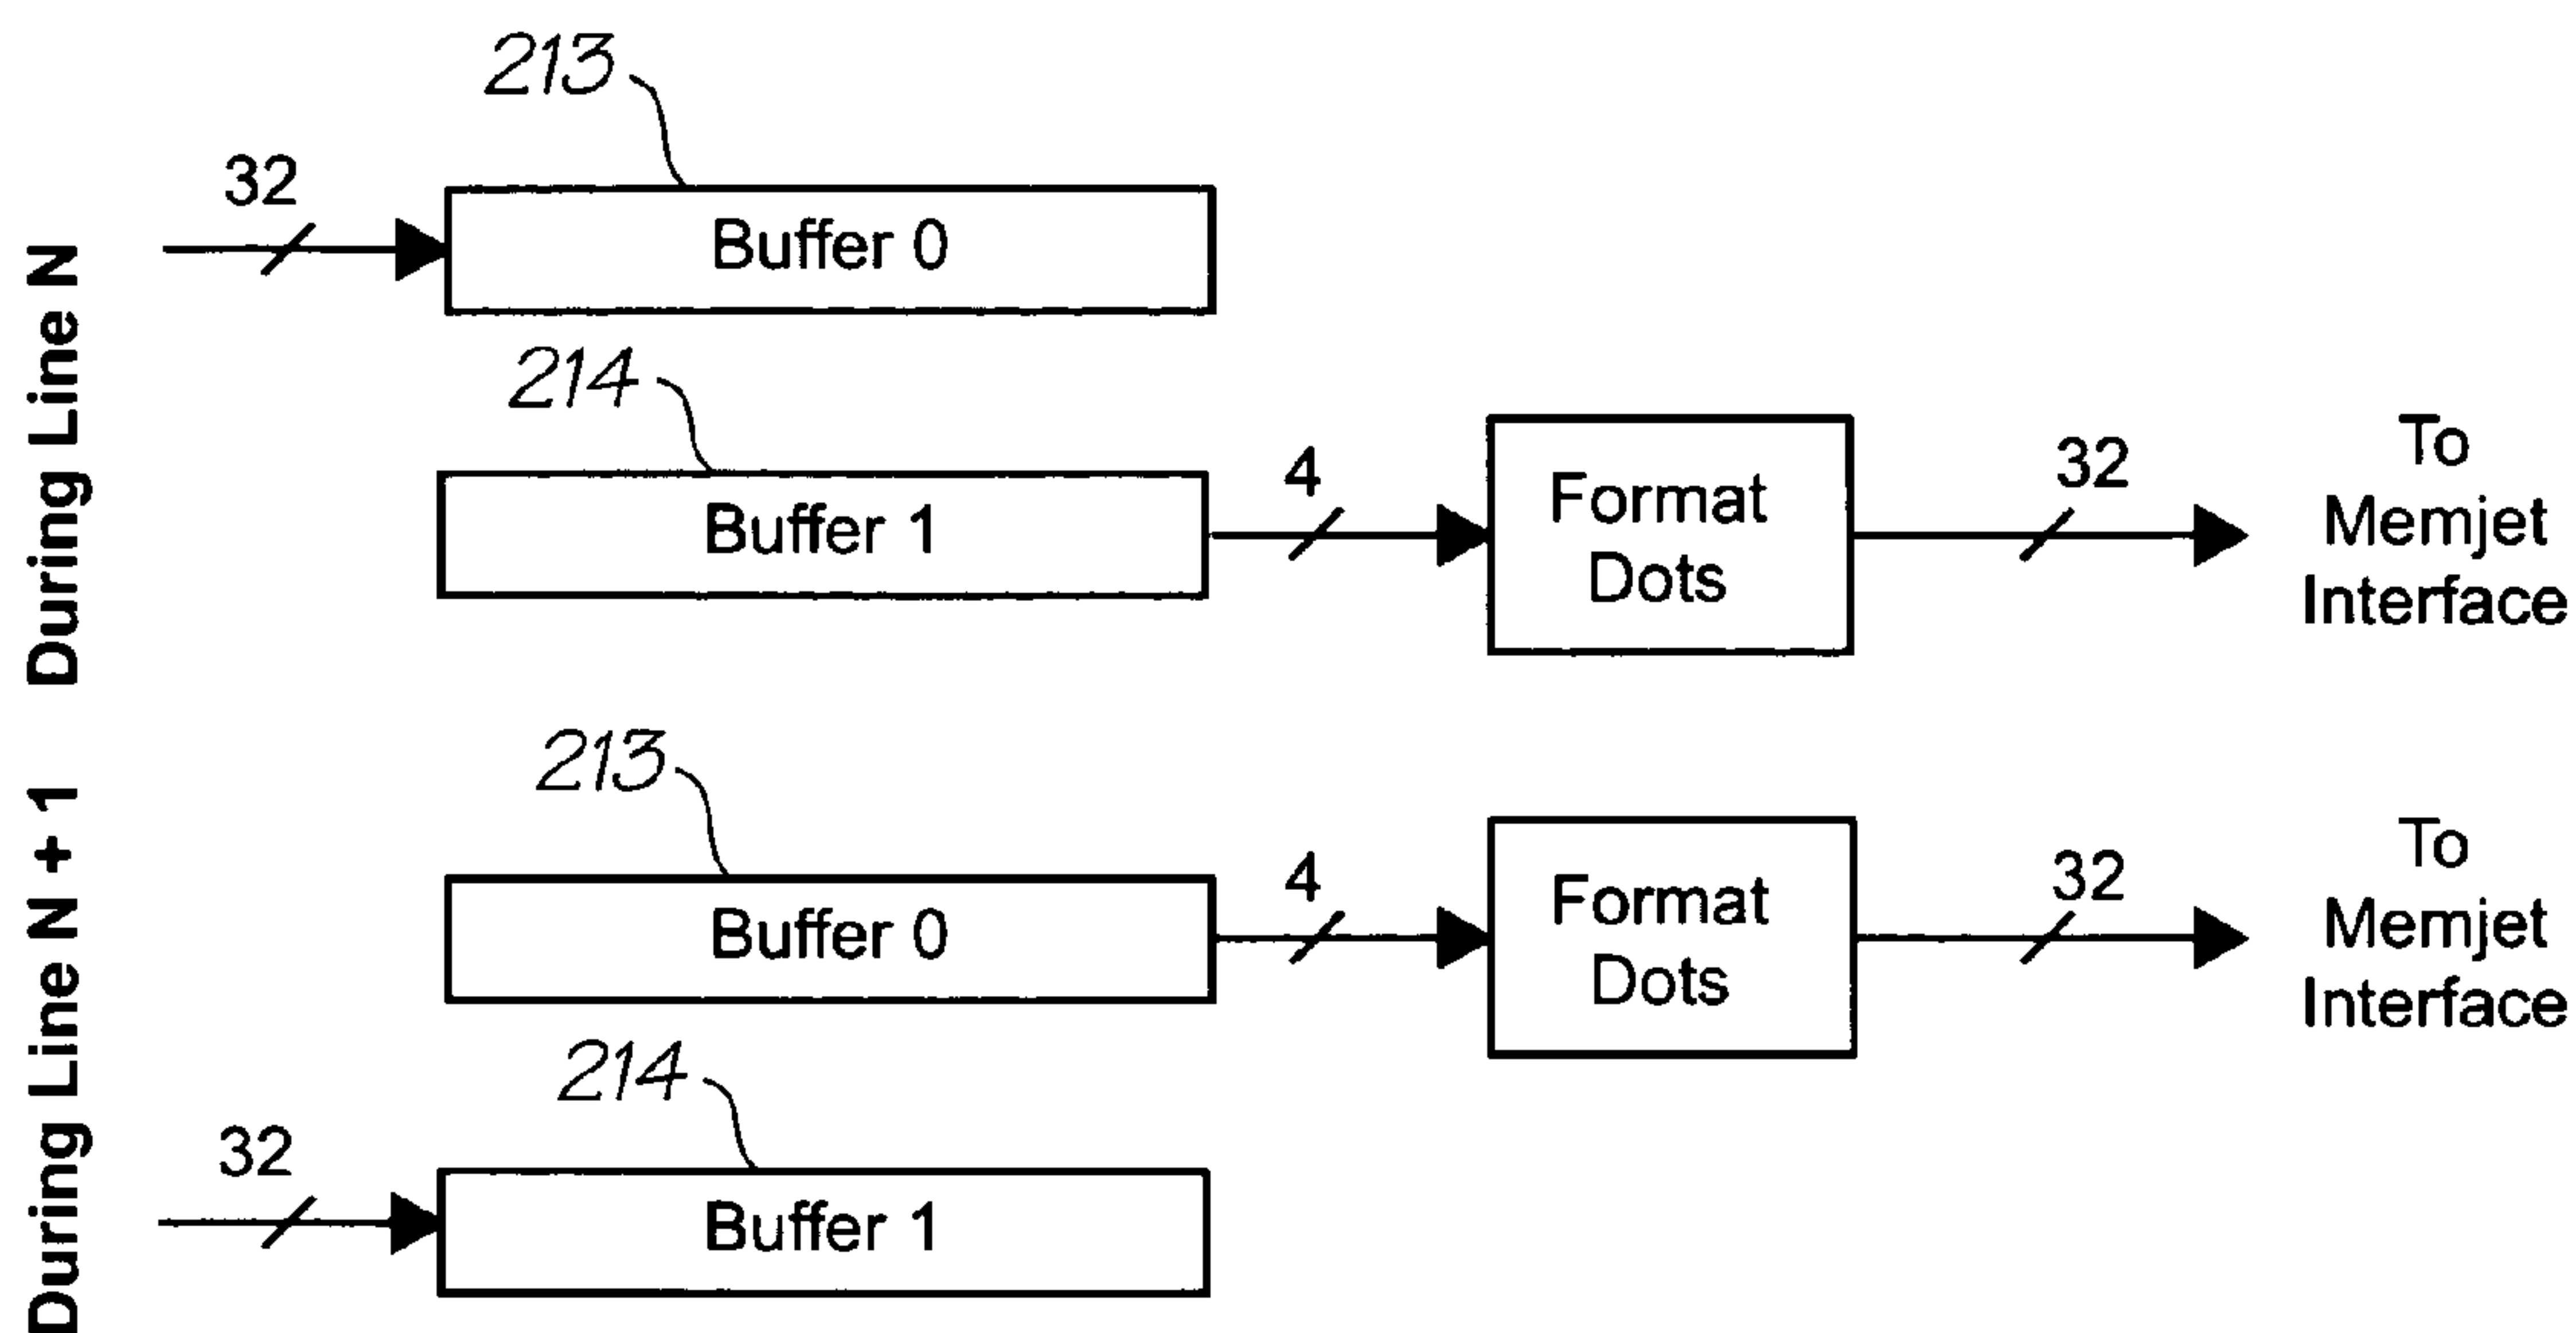 During Line N
213
32
Buffer 0
214
Buffer 1
4
Format
Dots
32
To
Memjet
Interface
During Line N + 1
213
Buffer 0
4
Format
Dots
32
To
Memjet
Interface
214
32
Buffer 1